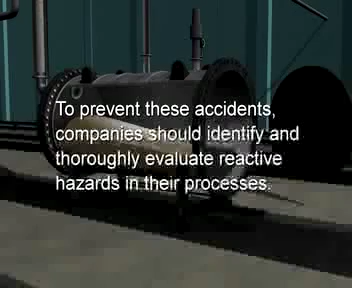 To prevent these accidents,
companies should identify and
thoroughly evaluate reactive
hazards in their processes.